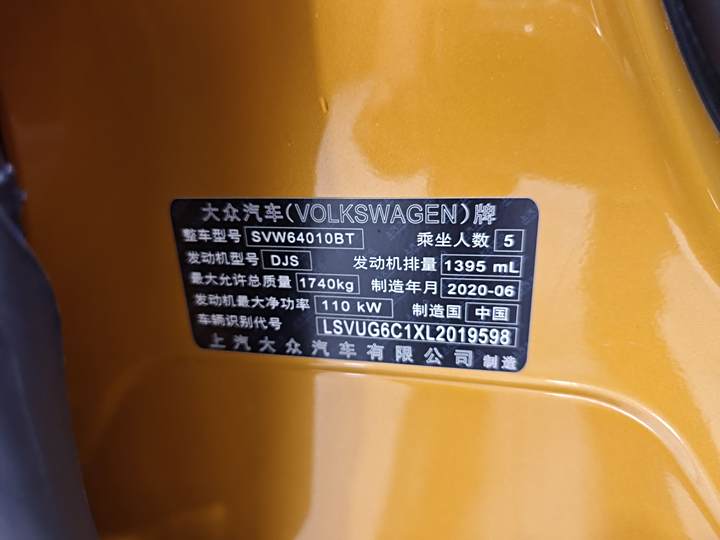 大众汽车(VOLKSWAGEN)牌
整车型号 SVW64010BT 乘坐人数 5
发动机型号 DJS 发动机排量 1395 mL
最大允许总质量 1740kg 制造年月 2020-06
发动机最大净功率 110 kW 制造国 中国
车辆识别代号 LSVUG6C1XL2019598
上汽大众汽车有限公司 制造